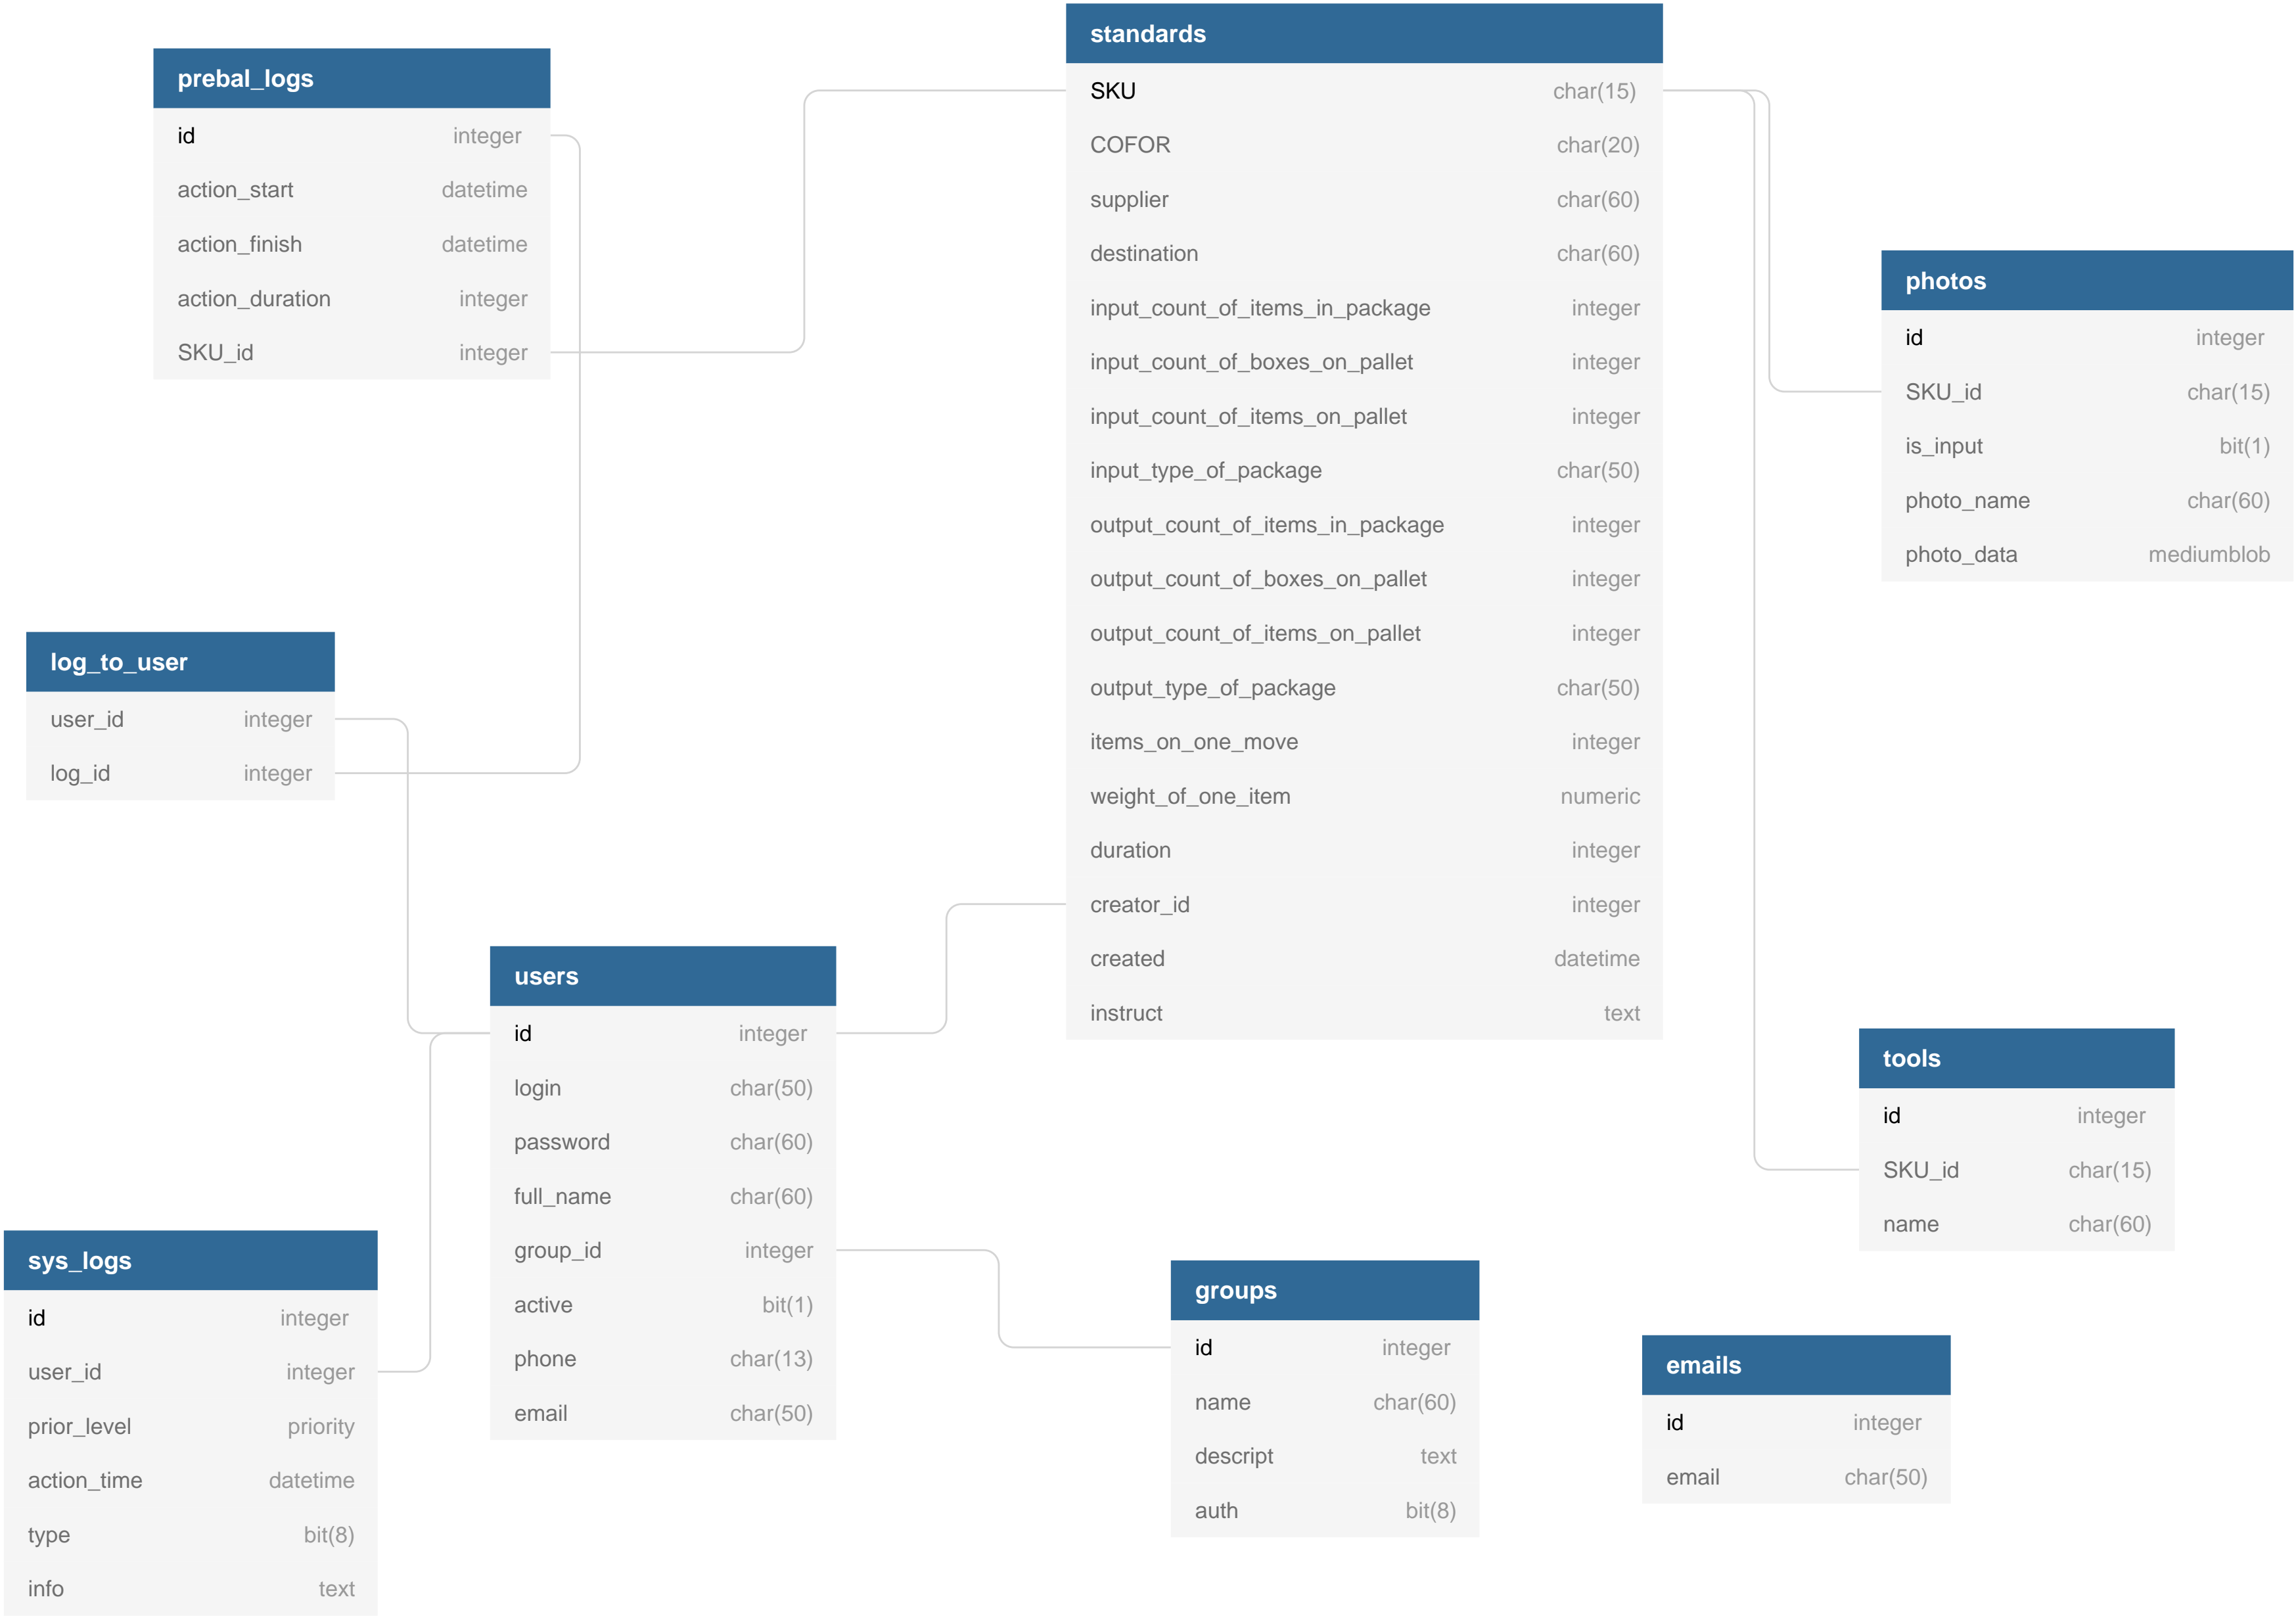 prebal_logs
id integer
action_start datetime
action_finish datetime
action_duration integer
SKU_id integer
standards
SKU char(15)
COFOR char(20)
supplier char(60)
destination char(60)
input_count_of_items_in_package integer
input_count_of_boxes_on_pallet integer
input_count_of_items_on_pallet integer
input_type_of_package char(50)
output_count_of_items_in_package integer
output_count_of_boxes_on_pallet integer
output_count_of_items_on_pallet integer
output_type_of_package char(50)
items_on_one_move integer
weight_of_one_item numeric
duration integer
creator_id integer
created datetime
instruct text
photos
id integer
SKU_id char(15)
is_input bit(1)
photo_name char(60)
photo_data mediumblob
log_to_user
user_id integer
log_id integer
users
id integer
login char(50)
password char(60)
full_name char(60)
group_id integer
active bit(1)
phone char(13)
email char(50)
tools
id integer
SKU_id char(15)
name char(60)
sys_logs
id integer
user_id integer
prior_level priority
action_time datetime
type bit(8)
info text
groups
id integer
name char(60)
descript text
auth bit(8)
emails
id integer
email char(50)